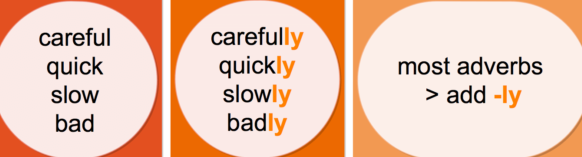 careful
quick
slow
bad
carefully
quickly
slowly
badly
most adverbs
> add -ly